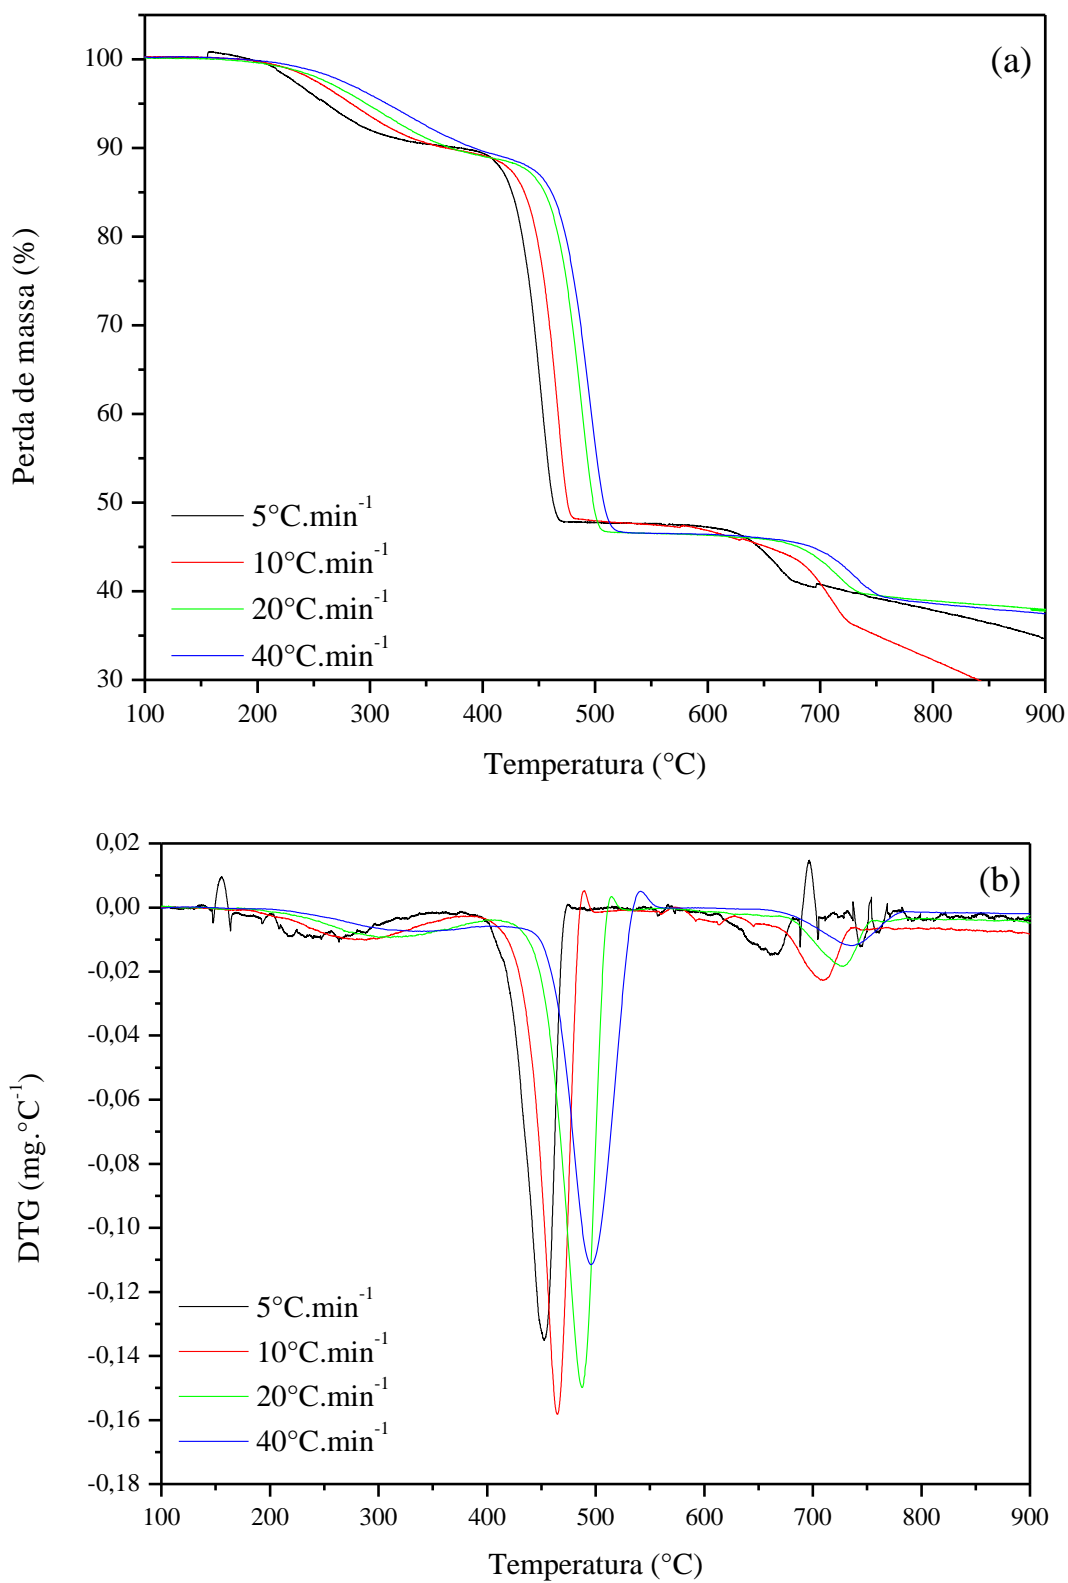 (a)
100
90
80
70
60
50
40
30
Perda de massa (%)
5°C.min⁻¹
10°C.min⁻¹
20°C.min⁻¹
40°C.min⁻¹
100 200 300 400 500 600 700 800 900
Temperatura (°C)
(b)
0,02
0,00
-0,02
-0,04
-0,06
-0,08
-0,10
-0,12
-0,14
-0,16
-0,18
DTG (mg.°C⁻¹)
5°C.min⁻¹
10°C.min⁻¹
20°C.min⁻¹
40°C.min⁻¹
100 200 300 400 500 600 700 800 900
Temperatura (°C)